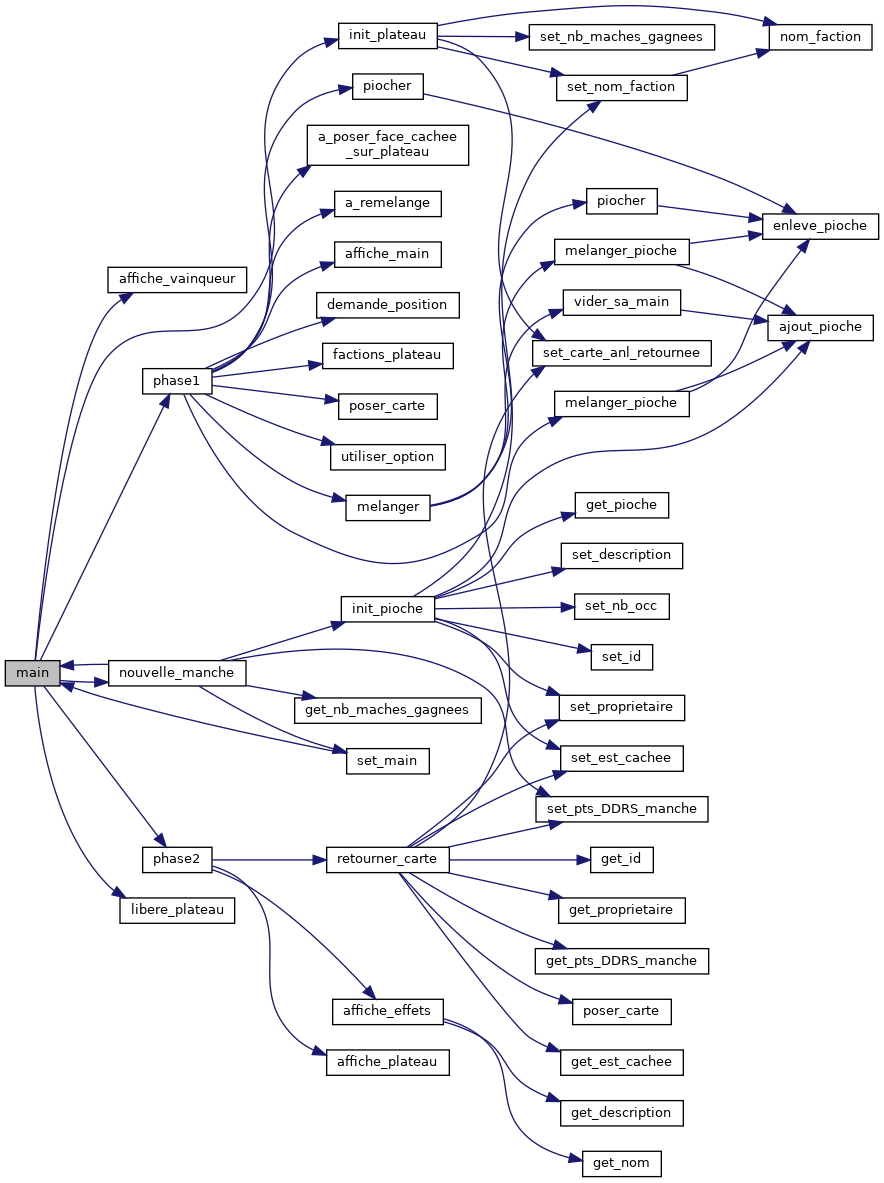 init_plateau
set_nb_maches_gagnees
nom_faction
piocher
set_nom_faction
a_poser_face_cachee
_sur_plateau
a_remelange
piocher
enleve_pioche
affiche_main
melanger_pioche
affiche_vainqueur
demande_position
vider_sa_main
ajout_pioche
factions_plateau
set_carte_anl_retournee
phase1
poser_carte
melanger_pioche
utiliser_option
melanger
get_pioche
set_description
init_pioche
set_nb_occ
set_id
main
nouvelle_manche
get_nb_maches_gagnees
set_proprietaire
set_main
set_est_cachee
set_pts_DDRS_manche
phase2
retourner_carte
get_id
libere_plateau
get_proprietaire
get_pts_DDRS_manche
affiche_effets
poser_carte
affiche_plateau
get_est_cachee
get_description
get_nom